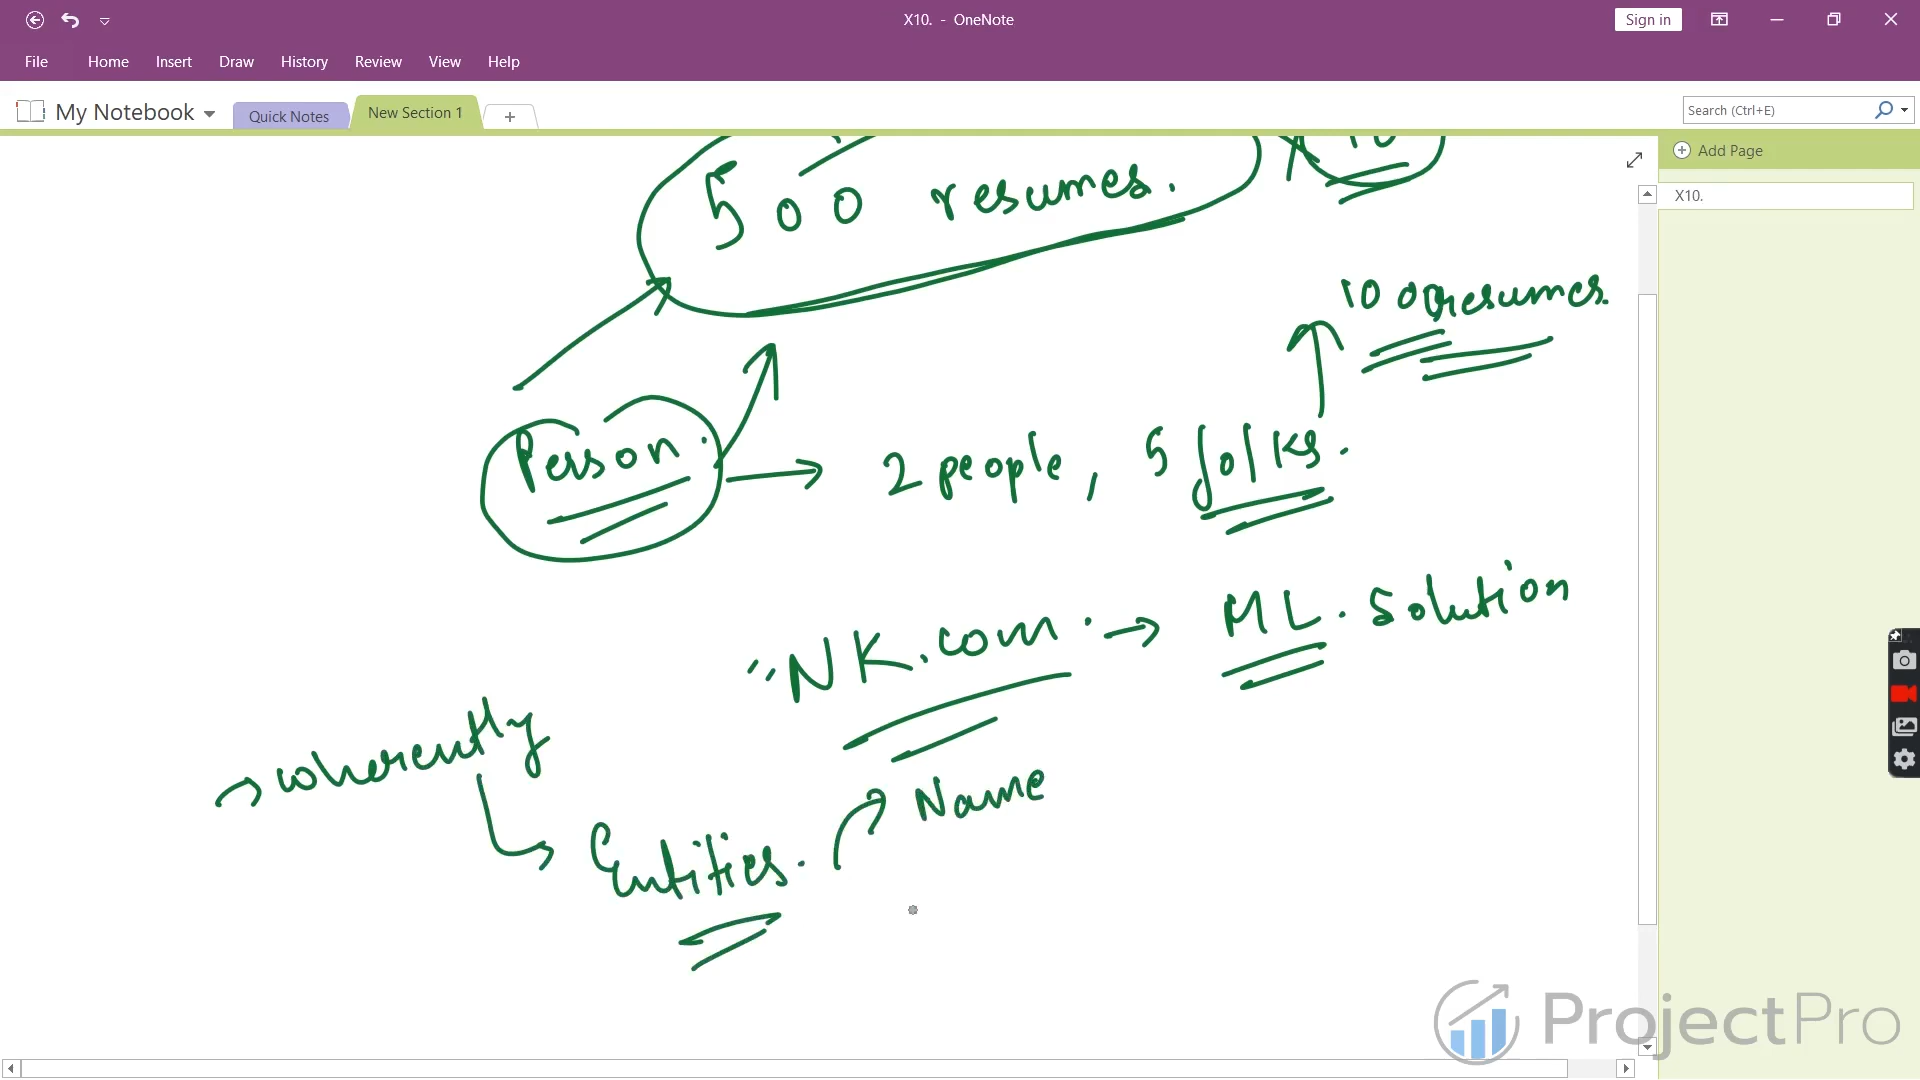 X10. - OneNote
Sign in
File Home Insert Draw History Review View Help
My Notebook
Quick Notes
New Section 1
Search (Ctrl+E)
Add Page
X10.
500 resumes. X 10
100 resumes.
Person.
2 people, 5 folks.
"NK.com. → ML. Solution
→ coherently
Name
Entities.
ProjectPro